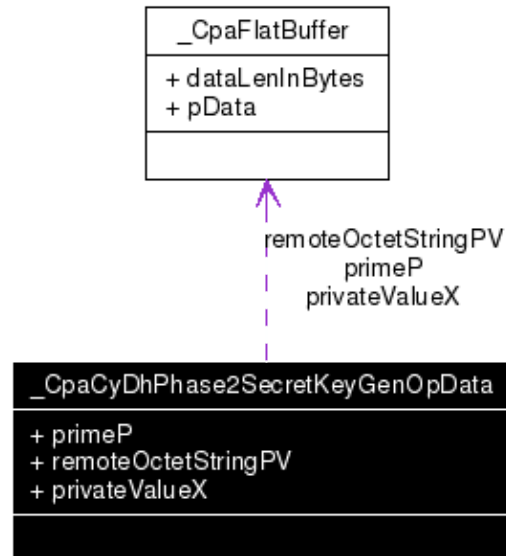 _CpaFlatBuffer
+ dataLenInBytes
+ pData
remoteOctetStringPV
primeP
privateValueX
_CpaCyDhPhase2SecretKeyGenOpData
+ primeP
+ remoteOctetStringPV
+ privateValueX